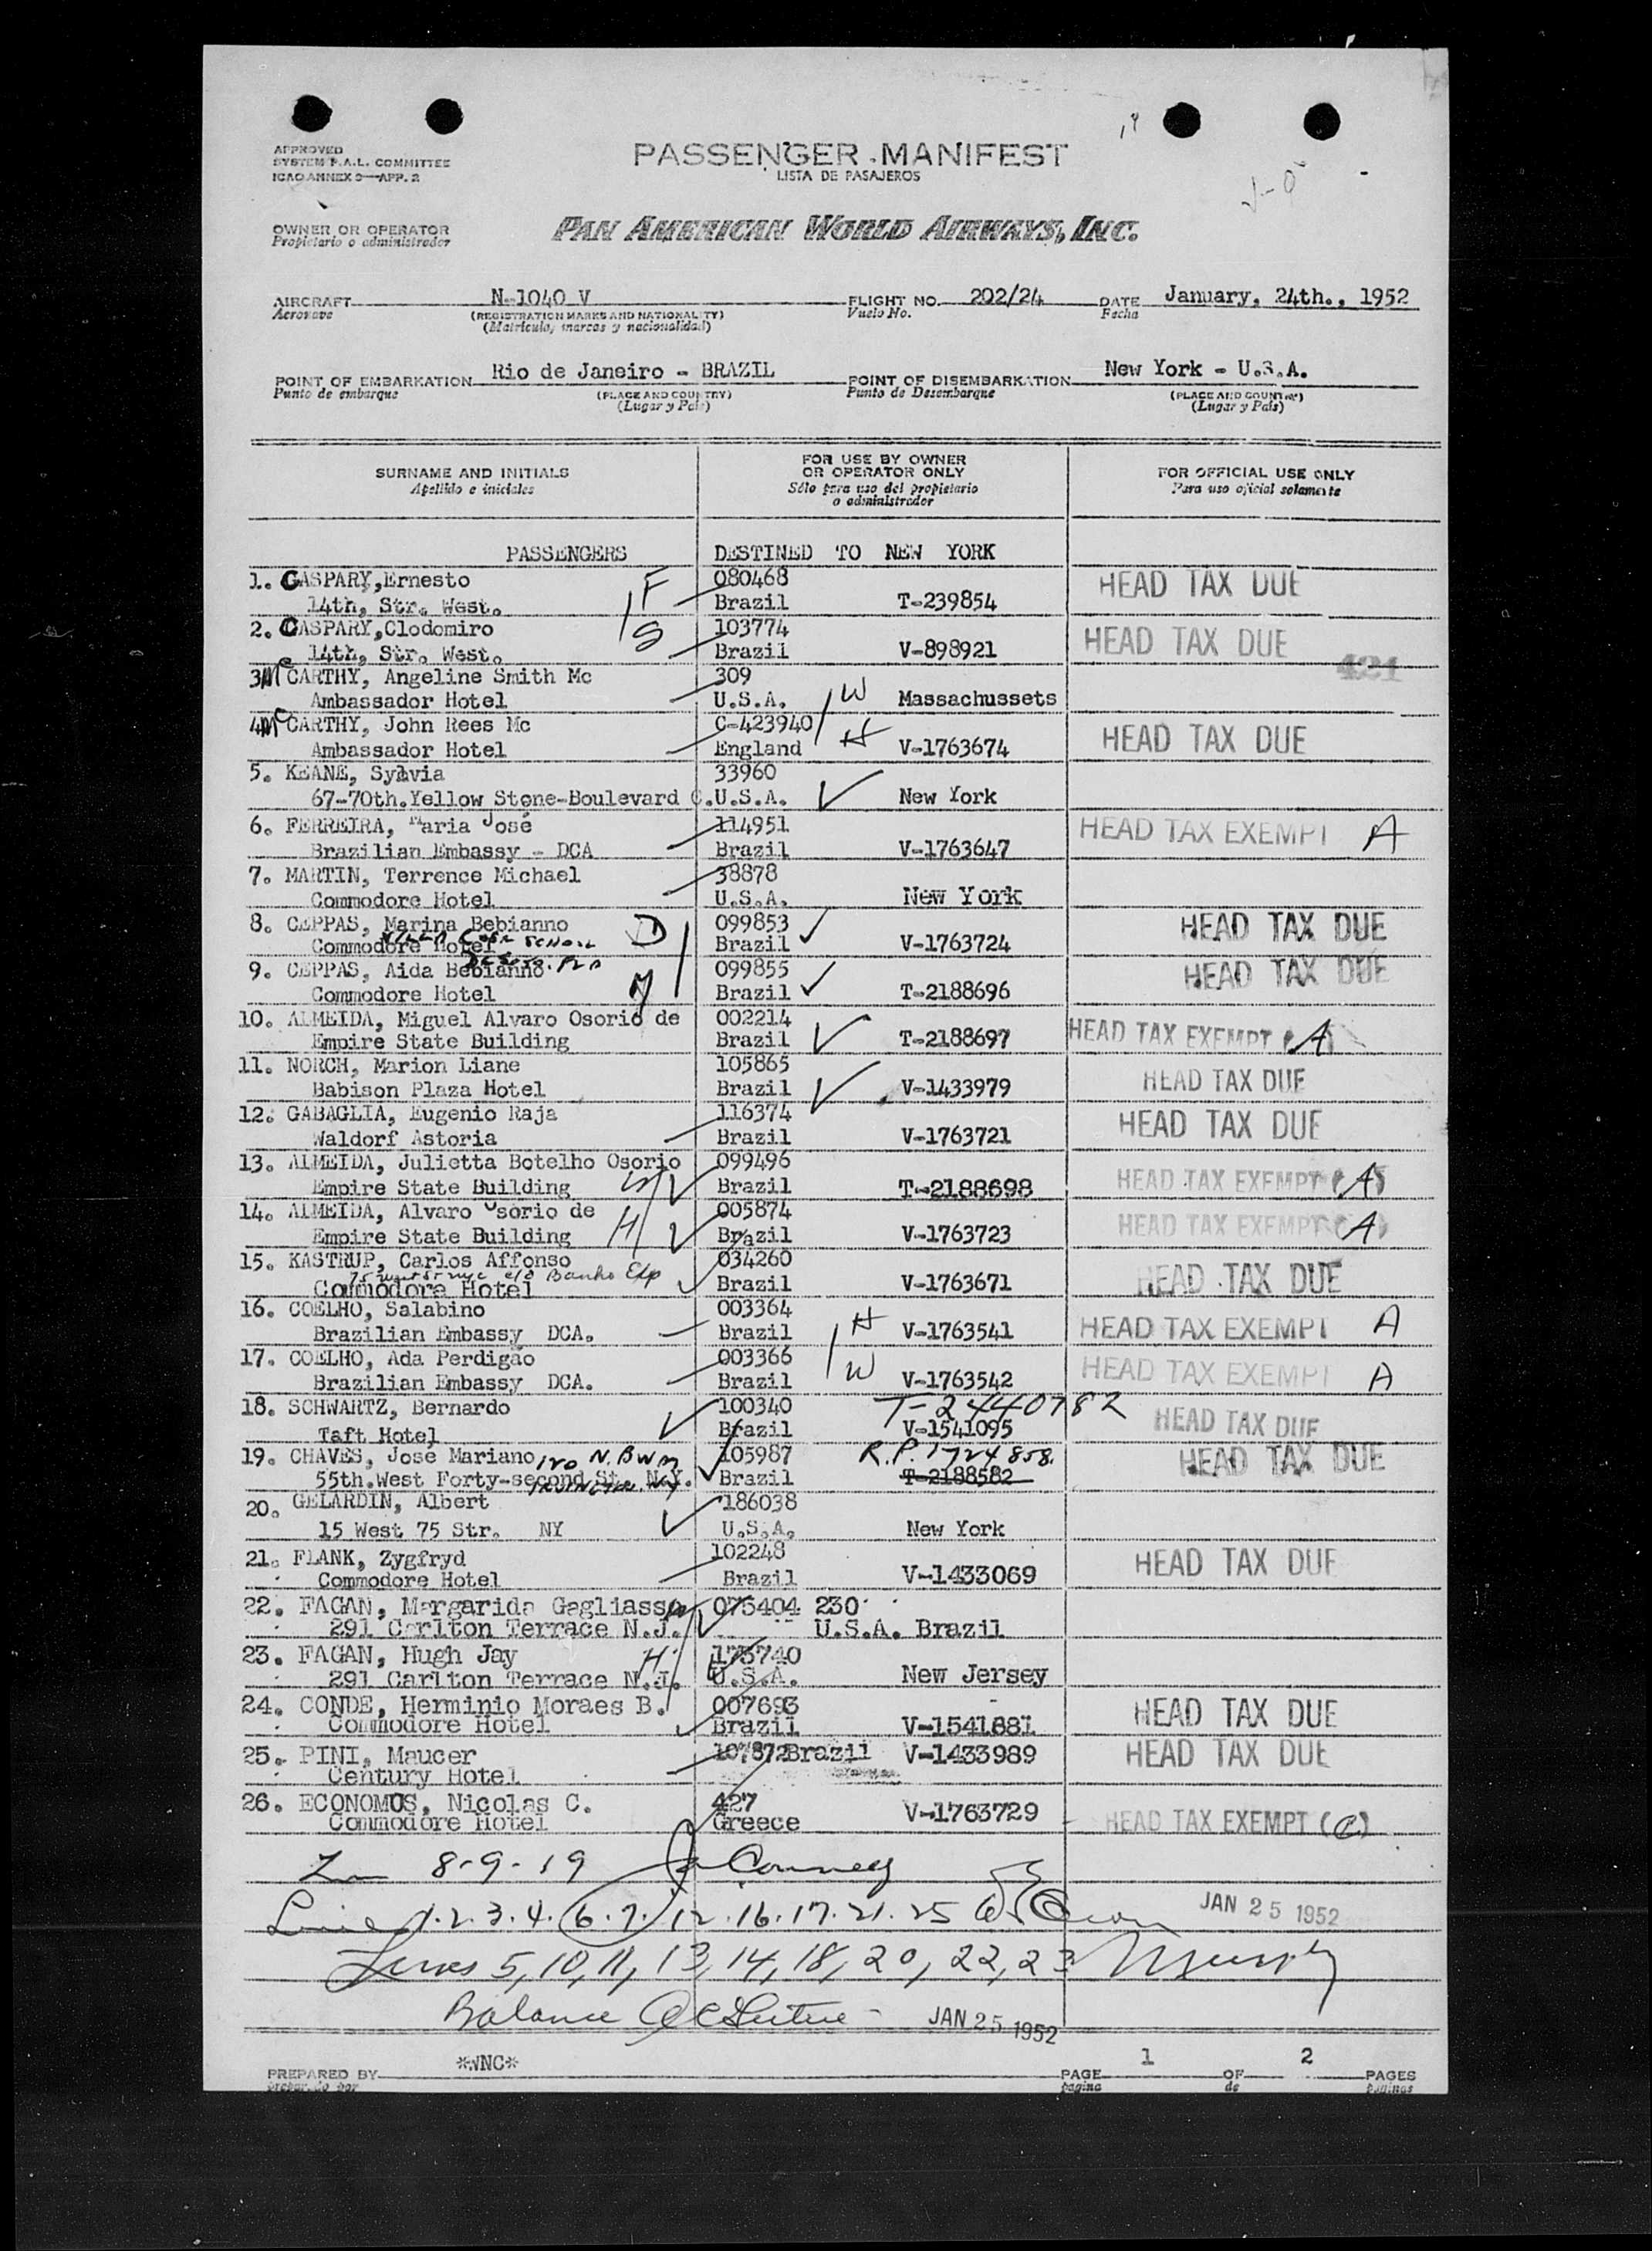 APPROVED
SYSTEM F.A.L. COMMITTEE
ICAO ANNEX 9—APP. 2
PASSENGER MANIFEST
LISTA DE PASAJEROS
OWNER OR OPERATOR
Propietario o administrador
PAN AMERICAN WORLD AIRWAYS, INC.
AIRCRAFT N-1040 V FLIGHT NO. 202/24 DATE January, 24th., 1952
Aeronave (REGISTRATION MARKS AND NATIONALITY) Vuelo No. Fecha
(Matricula, marcas y nacionalidad)
POINT OF EMBARKATION Rio de Janeiro - BRAZIL POINT OF DISEMBARKATION New York - U.S.A.
Punto de embarque (PLACE AND COUNTRY) Punto de Desembarque (PLACE AND COUNTRY)
(Lugar y País) (Lugar y País)
SURNAME AND INITIALS FOR USE BY OWNER OR OPERATOR ONLY FOR OFFICIAL USE ONLY
Apellido e iniciales Sólo para uso del propietario o administrador Para uso oficial solamente
PASSENGERS DESTINED TO NEW YORK
1. CASPARY,Ernesto F 080468 HEAD TAX DUE
14th, Str. West. Brazil T-239854
2. CASPARY,Clodomiro S 103774 HEAD TAX DUE
14th, Str. West. Brazil V-898921
421
3. Mc CARTHY, Angeline Smith Mc 309
Ambassador Hotel U.S.A. W Massachussets
4. Mc CARTHY, John Rees Mc C-423940 HEAD TAX DUE
Ambassador Hotel England H V-1763674
5. KEANE, Sylvia 33960
67-70th.Yellow Stone-Boulevard C.U.S.A. New York
6. FERREIRA, Maria José 114951 HEAD TAX EXEMPT A
Brazilian Embassy - DCA Brazil V-1763647
7. MARTIN, Terrence Michael 38878
Commodore Hotel U.S.A. New York
8. CEPPAS, Marina Bebianno D 099853 HEAD TAX DUE
Commodore Hotel Brazil V-1763724
9. CEPPAS, Aida Bebianno M 099855 HEAD TAX DUE
Commodore Hotel Brazil T-2188696
10. ALMEIDA, Miguel Alvaro Osorio de 002214 HEAD TAX EXEMPT (A)
Empire State Building Brazil T-2188697
11. NORCH, Marion Liane 105865 HEAD TAX DUE
Babison Plaza Hotel Brazil V-1433979
12. GABAGLIA, Eugenio Raja 116374 HEAD TAX DUE
Waldorf Astoria Brazil V-1763721
13. ALMEIDA, Julietta Botelho Osorio 099496 HEAD TAX EXEMPT (A)
Empire State Building W Brazil T-2188698
14. ALMEIDA, Alvaro Osorio de 005874 HEAD TAX EXEMPT (A)
Empire State Building H Brazil V-1763723
15. KASTRUP, Carlos Affonso 034260 HEAD TAX DUE
Commodore Hotel Brazil V-1763671
16. COELHO, Salabino 003364 HEAD TAX EXEMPT A
Brazilian Embassy DCA. Brazil H V-1763541
17. COELHO, Ada Perdigão 003366 HEAD TAX EXEMPT A
Brazilian Embassy DCA. Brazil W V-1763542
18. SCHWARTZ, Bernardo 100340 T-2440782 HEAD TAX DUE
Taft Hotel Brazil V-1541095
19. CHAVES, José Mariano 120 N. Bwy 105987 R.P. 1724858. HEAD TAX DUE
55th.West Forty-second St. N.Y. Brazil T-2188582
20. GELARDIN, Albert 186038
15 West 75 Str. NY U.S.A. New York
21. FLANK, Zygfryd 102248 HEAD TAX DUE
Commodore Hotel Brazil V-1433069
22. FAGAN, Margarida Gagliasso 075404 230
291 Carlton Terrace N.J. U.S.A. Brazil
23. FAGAN, Hugh Jay H 175740
291 Carlton Terrace N.J. U.S.A. New Jersey
24. CONDE, Herminio Moraes B. 007693 HEAD TAX DUE
Commodore Hotel Brazil V-1541881
25. PINI, Maucer 107872Brazil V-1433989 HEAD TAX DUE
Century Hotel
26. ECONOMOS, Nicolas C. 427 V-1763729 HEAD TAX EXEMPT (C)
Commodore Hotel Greece
8-9-19
1.2.3.4.6.7.12.16.17.21.25 JAN 25 1952
Lines 5,10,11,13,14,18,20,22,23 Murphy
Balance JAN 25 1952
PREPARED BY *WNC* PAGE 1 OF 2 PAGES
preparado por pagina de paginas